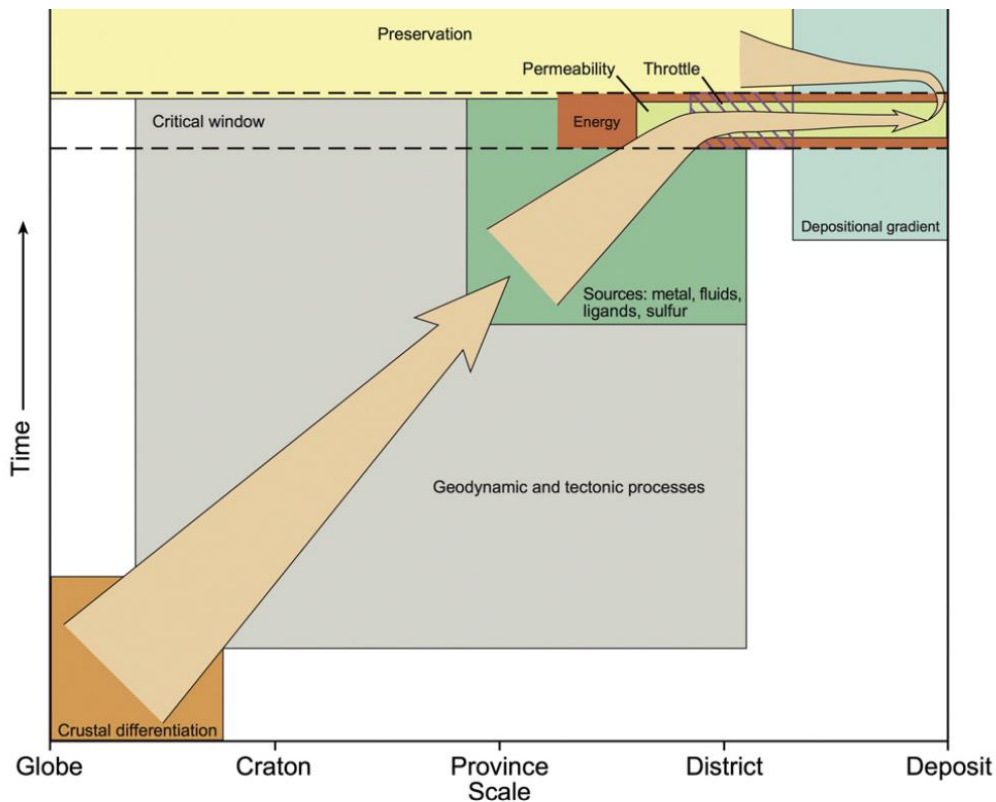 Preservation
Permeability
Throttle
Critical window
Energy
Depositional gradient
Sources: metal, fluids,
ligands, sulfur
Geodynamic and tectonic processes
Crustal differentiation
Time
Globe
Craton
Province
District
Deposit
Scale